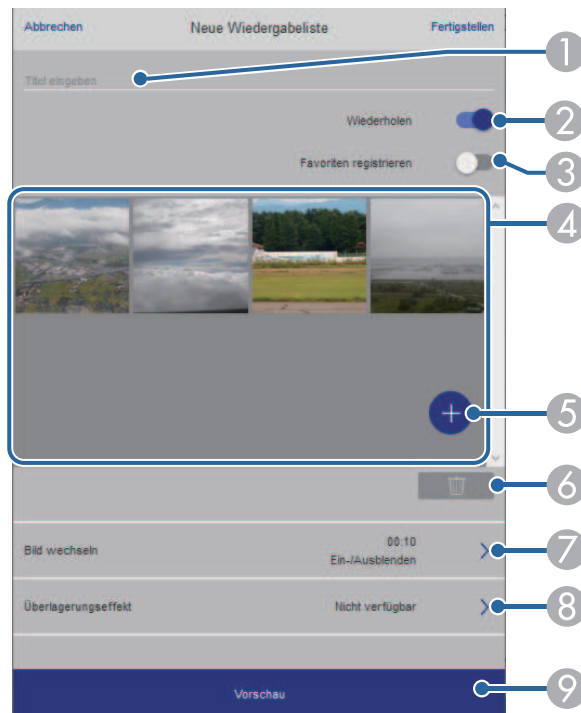 Abbrechen Neue Wiedergabeliste Fertigstellen
Titel eingeben
1
Wiederholen
2
Favoriten registrieren
3
4
5
6
Bild wechseln
00:10
Ein-/Ausblenden
7
Überlagerungseffekt Nicht verfügbar
8
Vorschau
9